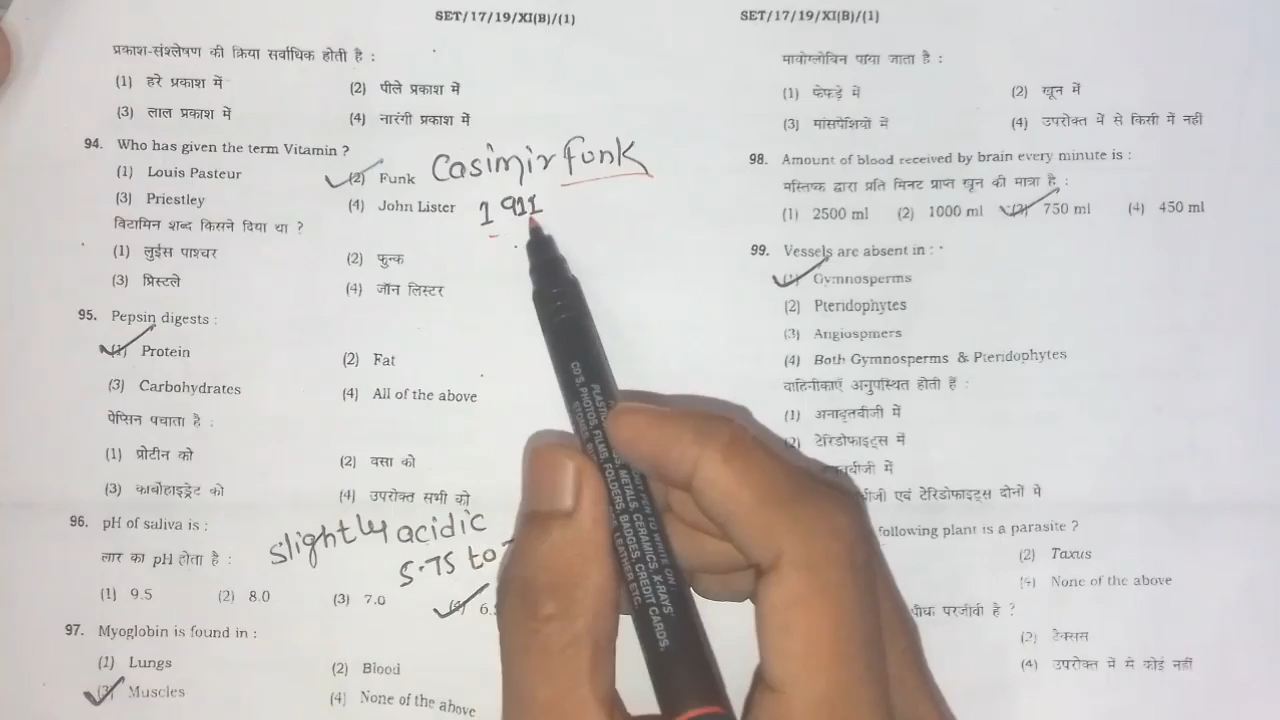 SET/17/19/XI(B)/(1)
प्रकाश-संश्लेषण की क्रिया सर्वाधिक होती है :
(1) हरे प्रकाश में
(2) पीले प्रकाश में
(3) लाल प्रकाश में
(4) नारंगी प्रकाश में
94. Who has given the term Vitamin ?
(1) Louis Pasteur
(2) Funk Casimir Funk
(3) Priestley
(4) John Lister 1911
विटामिन शब्द किसने दिया था ?
(1) लुईस पाश्चर
(2) फुन्क
(3) प्रिस्टले
(4) जॉन लिस्टर
95. Pepsin digests :
(1) Protein
(2) Fat
(3) Carbohydrates
(4) All of the above
पेप्सिन पचाता है :
(1) प्रोटीन को
(2) वसा को
(3) कार्बोहाइड्रेट को
(4) उपरोक्त सभी को
96. pH of saliva is :
slightly acidic
लार का pH होता है :
5.75 to
(1) 9.5 (2) 8.0 (3) 7.0
97. Myoglobin is found in :
(1) Lungs
(2) Blood
(3) Muscles
(4) None of the above
SET/17/19/XI(B)/(1)
मायोग्लोबिन पाया जाता है :
(1) फेफड़े में
(2) खून में
(3) मांसपेशियों में
(4) उपरोक्त में से किसी में नहीं
98. Amount of blood received by brain every minute is :
मस्तिष्क द्वारा प्रति मिनट प्राप्त खून की मात्रा है :
(1) 2500 ml (2) 1000 ml (3) 750 ml (4) 450 ml
99. Vessels are absent in :
(1) Gymnosperms
(2) Pteridophytes
(3) Angiospmers
(4) Both Gymnosperms & Pteridophytes
वाहिनीकाएँ अनुपस्थित होती हैं :
(1) अनावृतबीजी में
(2) टेरिडोफाइट्स में
में
एवं टेरिडोफाइट्स दोनों में
following plant is a parasite ?
(2) Taxus
(4) None of the above
परजीवी है ?
(2) टैक्सस
(4) उपरोक्त में से कोई नहीं